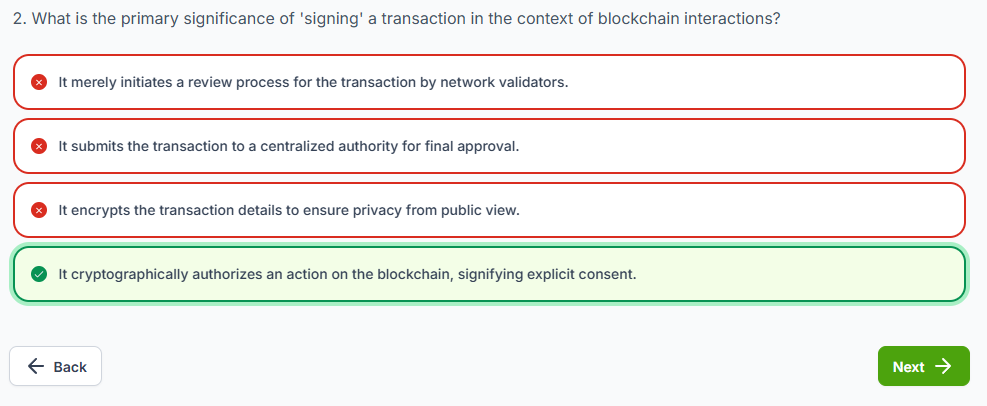 2. What is the primary significance of 'signing' a transaction in the context of blockchain interactions?
It merely initiates a review process for the transaction by network validators.
It submits the transaction to a centralized authority for final approval.
It encrypts the transaction details to ensure privacy from public view.
It cryptographically authorizes an action on the blockchain, signifying explicit consent.
Back
Next